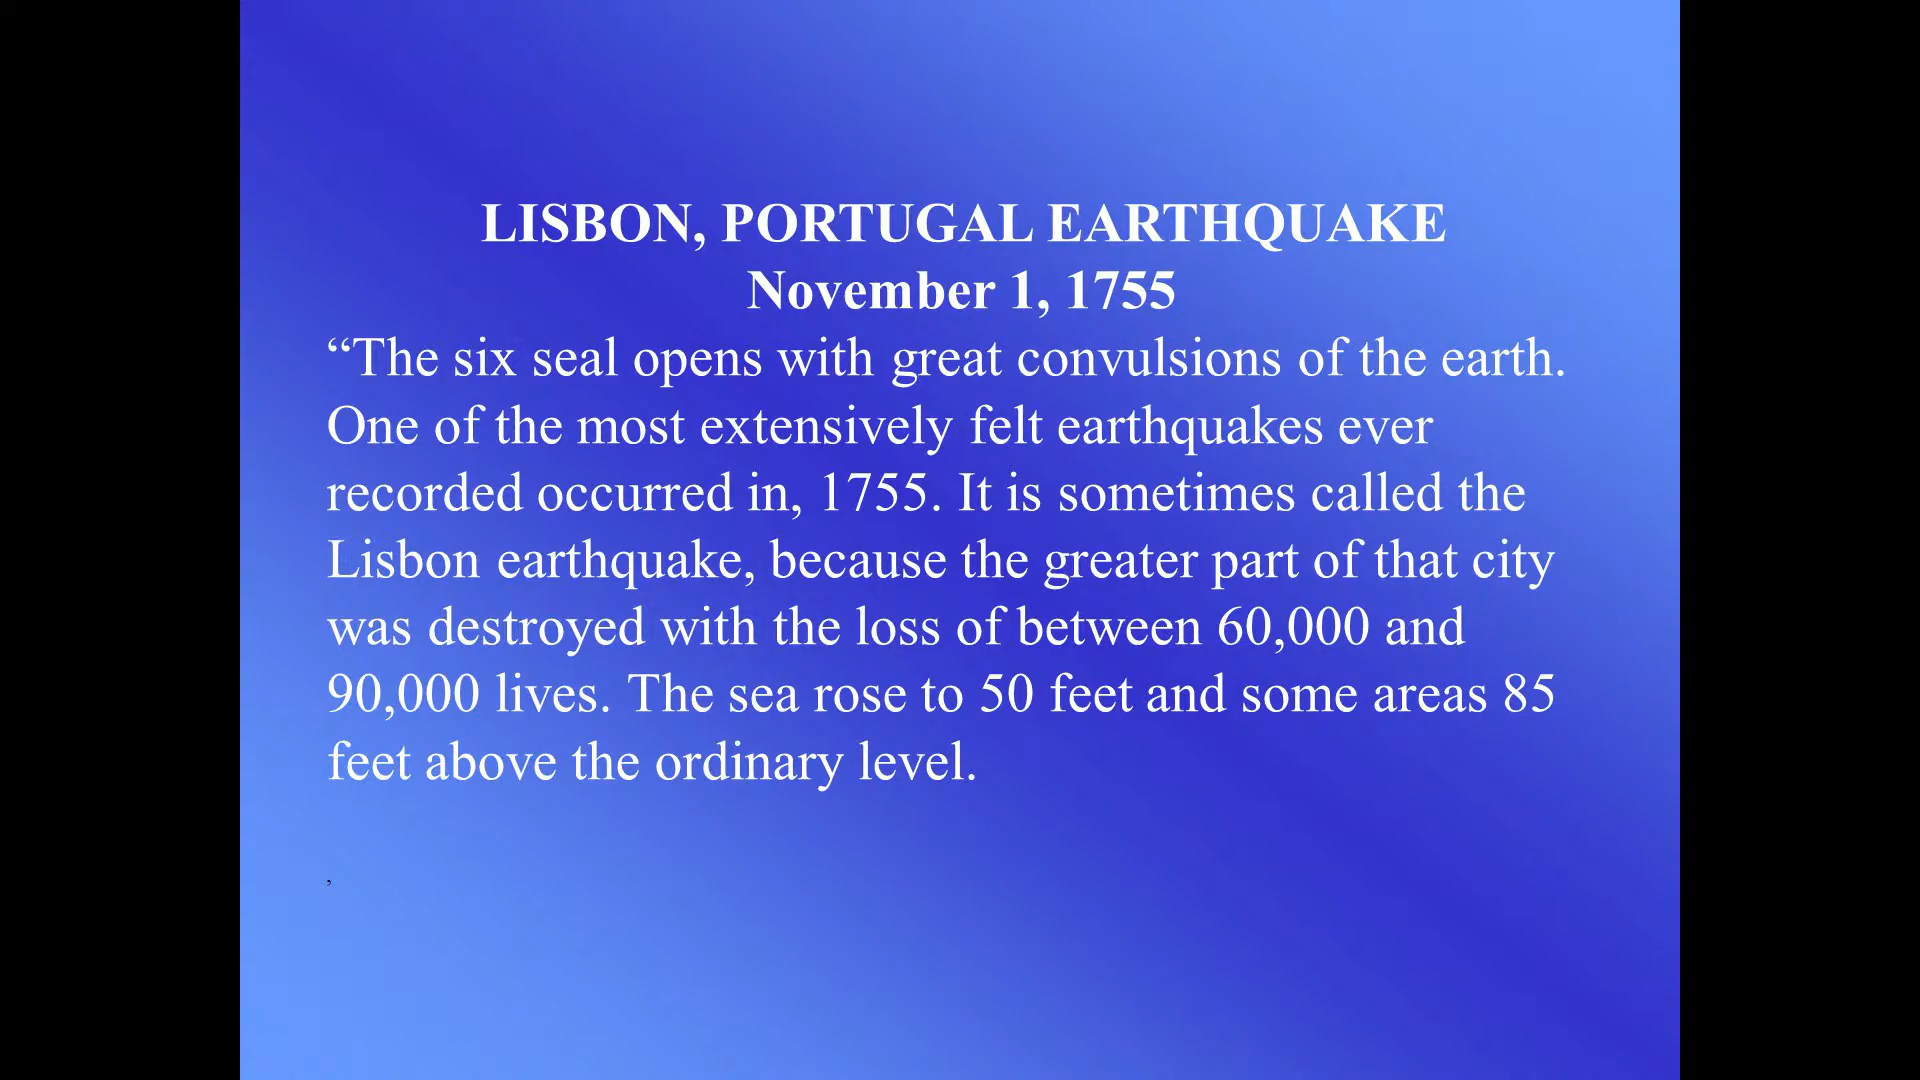 LISBON, PORTUGAL EARTHQUAKE
November 1, 1755
“The six seal opens with great convulsions of the earth.
One of the most extensively felt earthquakes ever
recorded occurred in, 1755. It is sometimes called the
Lisbon earthquake, because the greater part of that city
was destroyed with the loss of between 60,000 and
90,000 lives. The sea rose to 50 feet and some areas 85
feet above the ordinary level.
,